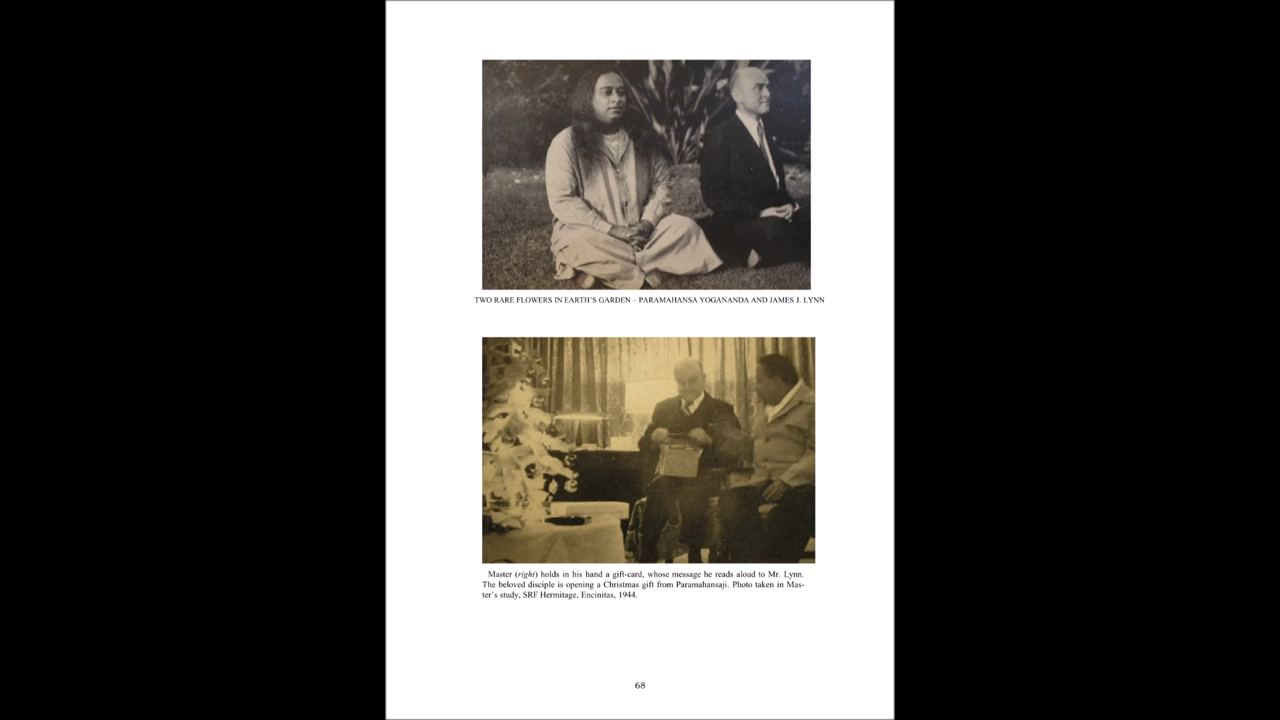 TWO RARE FLOWERS IN EARTH'S GARDEN – PARAMAHANSA YOGANANDA AND JAMES J. LYNN
Master (right) holds in his hand a gift-card, whose message he reads aloud to Mr. Lynn.
The beloved disciple is opening a Christmas gift from Paramahansaji. Photo taken in Mas-
ter's study, SRF Hermitage, Encinitas, 1944.
68